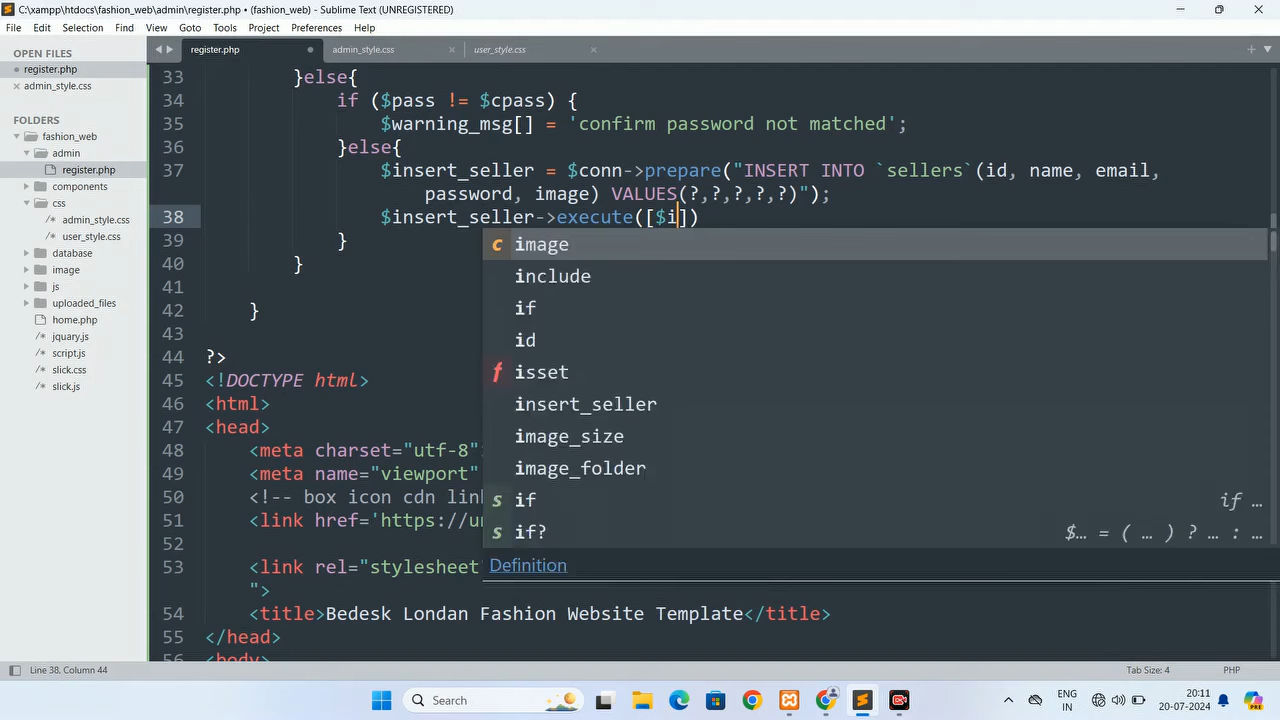 C:\xampp\htdocs\fashion_web\admin\register.php • (fashion_web) - Sublime Text (UNREGISTERED)
File Edit Selection Find View Goto Tools Project Preferences Help
OPEN FILES
register.php
admin_style.css
FOLDERS
fashion_web
admin
register.php
components
css
admin_style.css
user_style.css
database
image
js
uploaded_files
home.php
jquary.js
script.js
slick.css
slick.js
register.php admin_style.css user_style.css
33 }else{
34 if ($pass != $cpass) {
35 $warning_msg[] = 'confirm password not matched';
36 }else{
37 $insert_seller = $conn->prepare("INSERT INTO `sellers`(id, name, email,
password, image) VALUES(?,?,?,?,?)");
38 $insert_seller->execute([$i])
39 }
40 }
41
42 }
43
44 ?>
45 <!DOCTYPE html>
46 <html>
47 <head>
48 <meta charset="utf-8"
49 <meta name="viewport"
50 <!-- box icon cdn lin
51 <link href='https://u
52
53 <link rel="stylesheet
">
54 <title>Bedesk Londan Fashion Website Template</title>
55 </head>
56 <body>
c image
include
if
id
f isset
insert_seller
image_size
image_folder
s if if …
s if? $… = ( … ) ? … : …
Definition
Line 38, Column 44 Tab Size: 4 PHP
Search
ENG
IN
20:11
20-07-2024